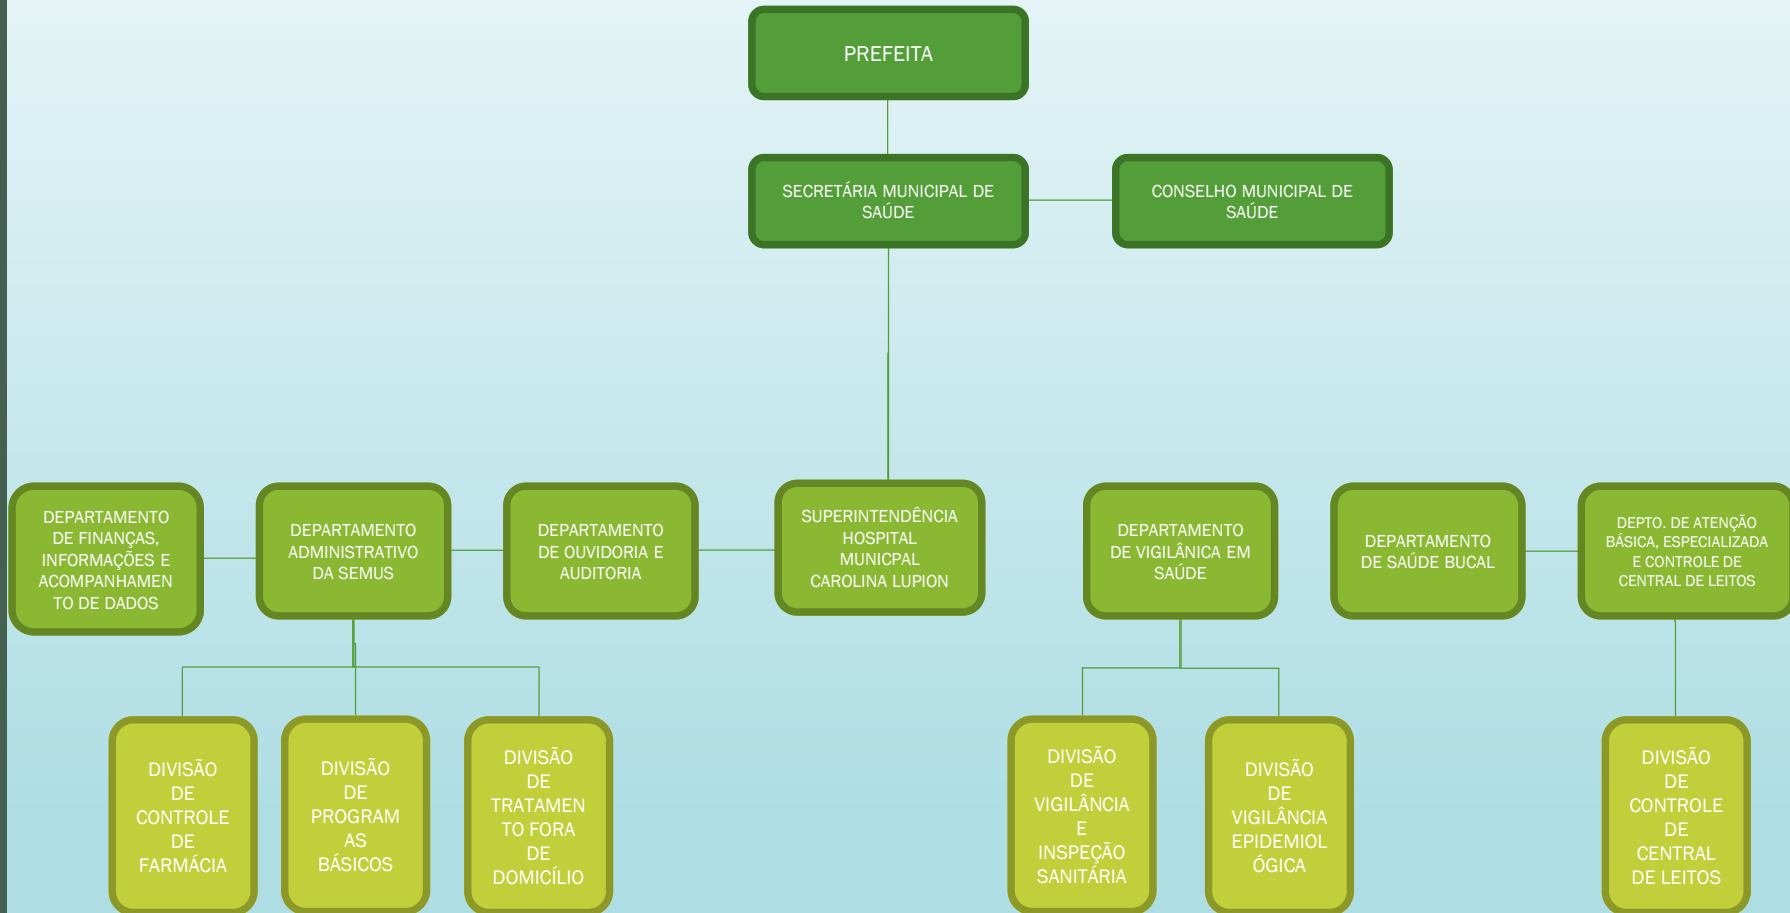 PREFEITA
SECRETÁRIA MUNICIPAL DE
SAÚDE
CONSELHO MUNICIPAL DE
SAÚDE
DEPARTAMENTO
DE FINANÇAS,
INFORMAÇÕES E
ACOMPANHAMEN
TO DE DADOS
DEPARTAMENTO
ADMINISTRATIVO
DA SEMUS
DEPARTAMENTO
DE OUVIDORIA E
AUDITORIA
SUPERINTENDÊNCIA
HOSPITAL
MUNICPAL
CAROLINA LUPION
DEPARTAMENTO
DE VIGILÂNICA EM
SAÚDE
DEPARTAMENTO
DE SAÚDE BUCAL
DEPTO. DE ATENÇÃO
BÁSICA, ESPECIALIZADA
E CONTROLE DE
CENTRAL DE LEITOS
DIVISÃO
DE
CONTROLE
DE
FARMÁCIA
DIVISÃO
DE
PROGRAM
AS
BÁSICOS
DIVISÃO
DE
TRATAMEN
TO FORA
DE
DOMICÍLIO
DIVISÃO
DE
VIGILÂNCIA
E
INSPEÇÃO
SANITÁRIA
DIVISÃO
DE
VIGILÂNCIA
EPIDEMIOL
ÓGICA
DIVISÃO
DE
CONTROLE
DE
CENTRAL
DE LEITOS